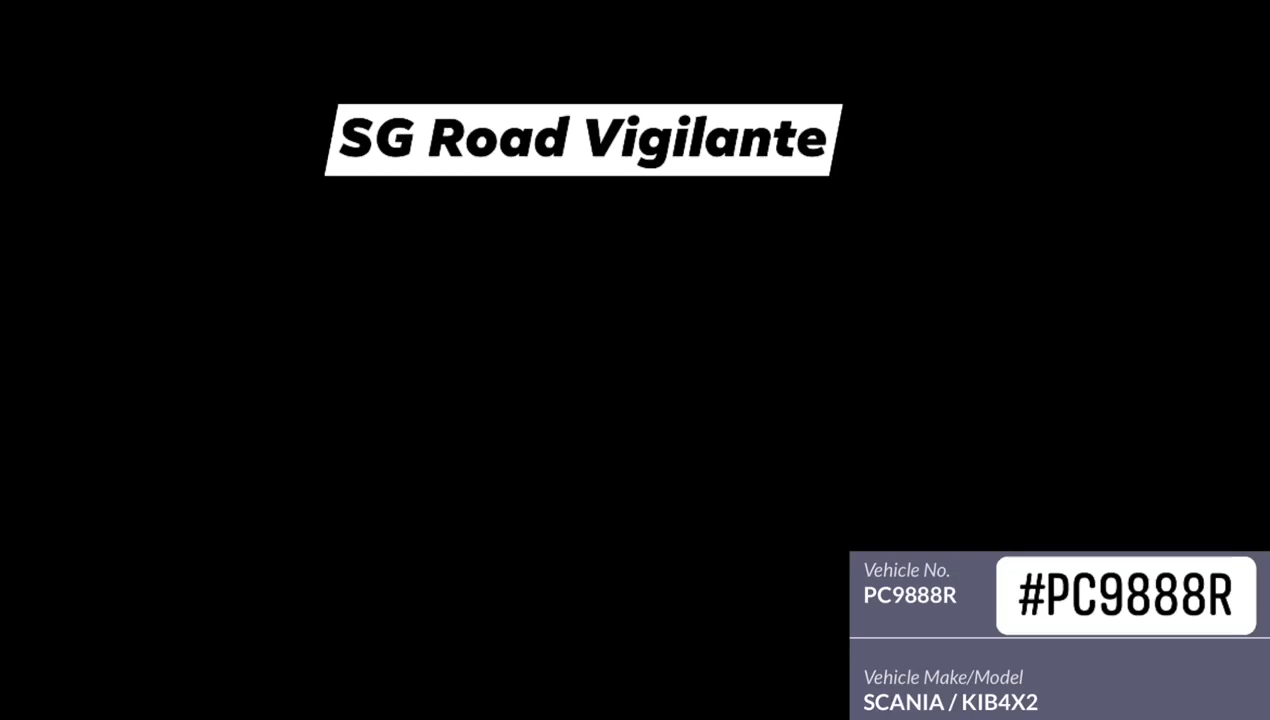 SG Road Vigilante
Vehicle No.
PC9888R
#PC9888R
Vehicle Make/Model
SCANIA / KIB4X2